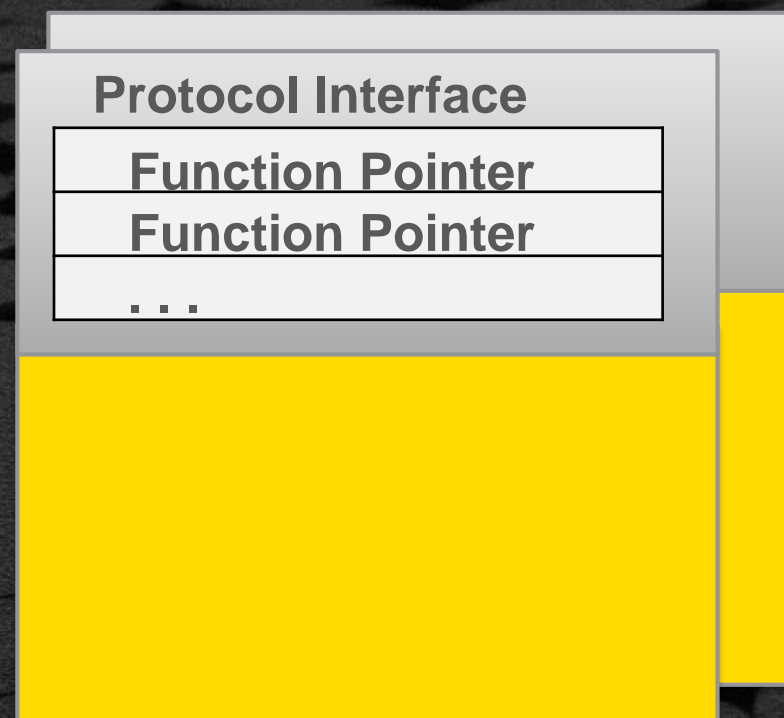 Protocol Interface
Function Pointer
Function Pointer
. . .